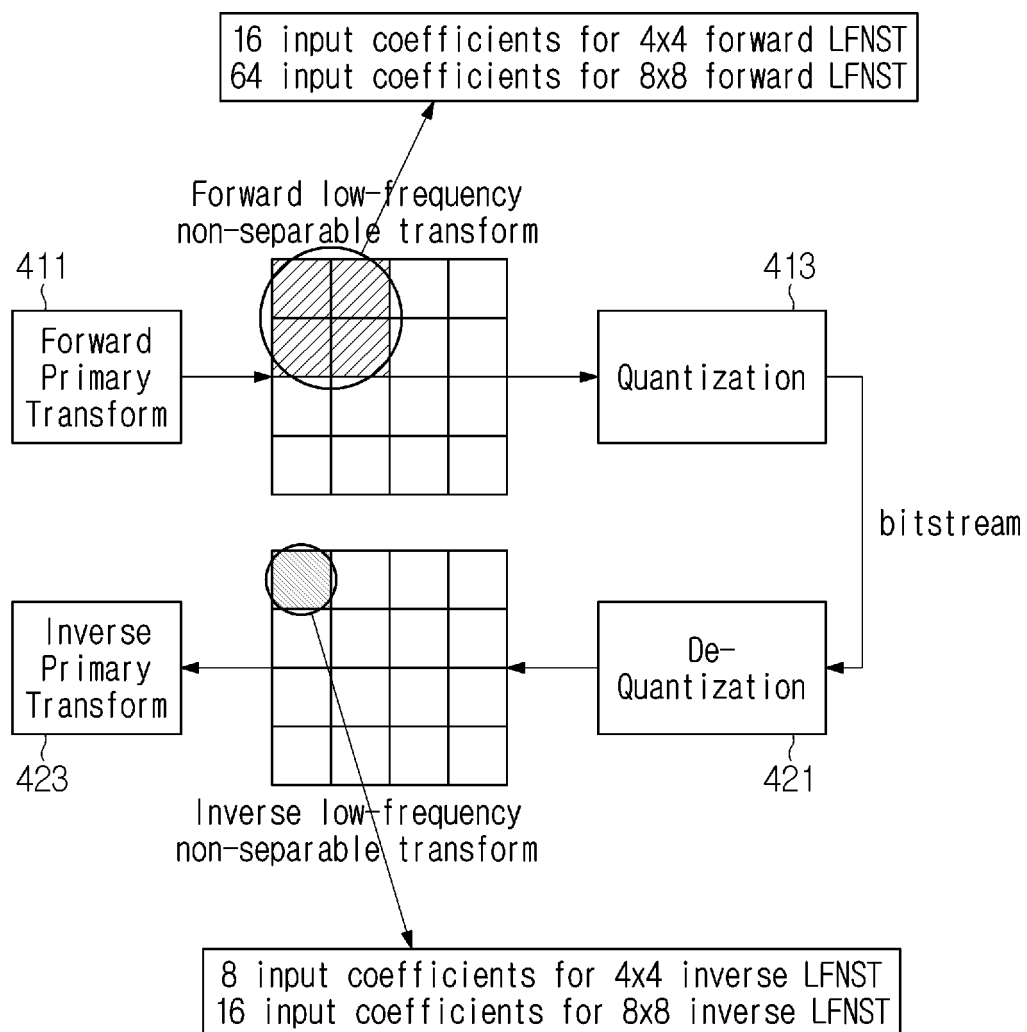 16 input coefficients for 4x4 forward LFNST
64 input coefficients for 8x8 forward LFNST
Forward low-frequency
non-separable transform
411
413
Forward
Primary
Transform
Quantization
bitstream
Inverse
Primary
Transform
De-
Quantization
423
421
Inverse low-frequency
non-separable transform
8 input coefficients for 4x4 inverse LFNST
16 input coefficients for 8x8 inverse LFNST